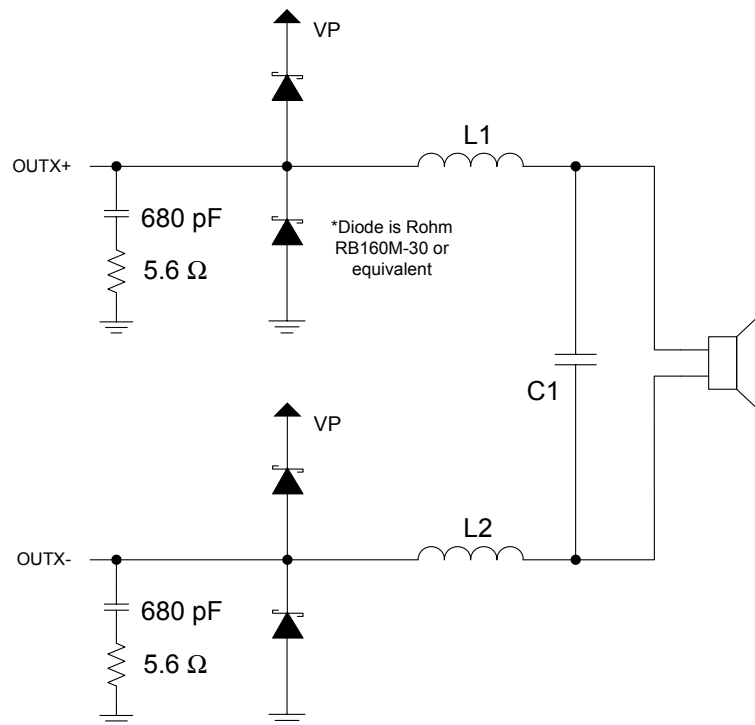 VP
L1
OUTX+
680 pF
*Diode is Rohm
RB160M-30 or
equivalent
5.6 Ω
C1
VP
L2
OUTX-
680 pF
5.6 Ω